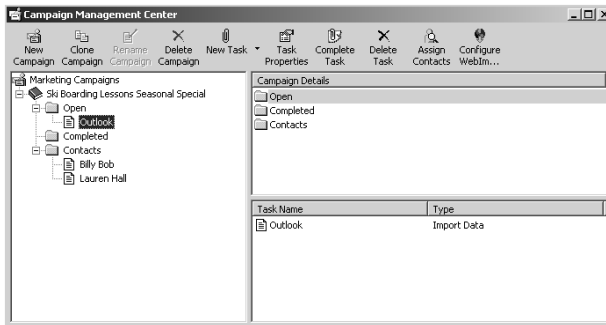 Campaign Management Center
New Campaign
Clone Campaign
Rename Campaign
Delete Campaign
New Task
Task Properties
Complete Task
Delete Task
Assign Contacts
Configure WebIm...
Marketing Campaigns
Ski Boarding Lessons Seasonal Special
Open
Outlook
Completed
Contacts
Billy Bob
Lauren Hall
Campaign Details
Open
Completed
Contacts
Task Name Type
Outlook Import Data